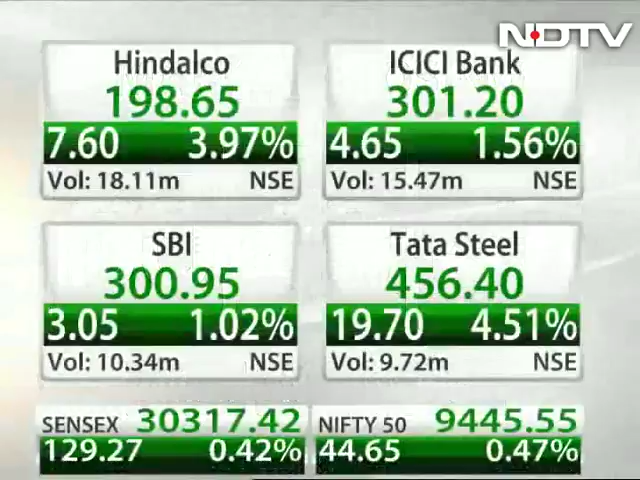 NDTV
Hindalco
198.65
7.60 3.97%
Vol: 18.11m NSE
ICICI Bank
301.20
4.65 1.56%
Vol: 15.47m NSE
SBI
300.95
3.05 1.02%
Vol: 10.34m NSE
Tata Steel
456.40
19.70 4.51%
Vol: 9.72m NSE
SENSEX 30317.42
129.27 0.42%
NIFTY 50 9445.55
44.65 0.47%